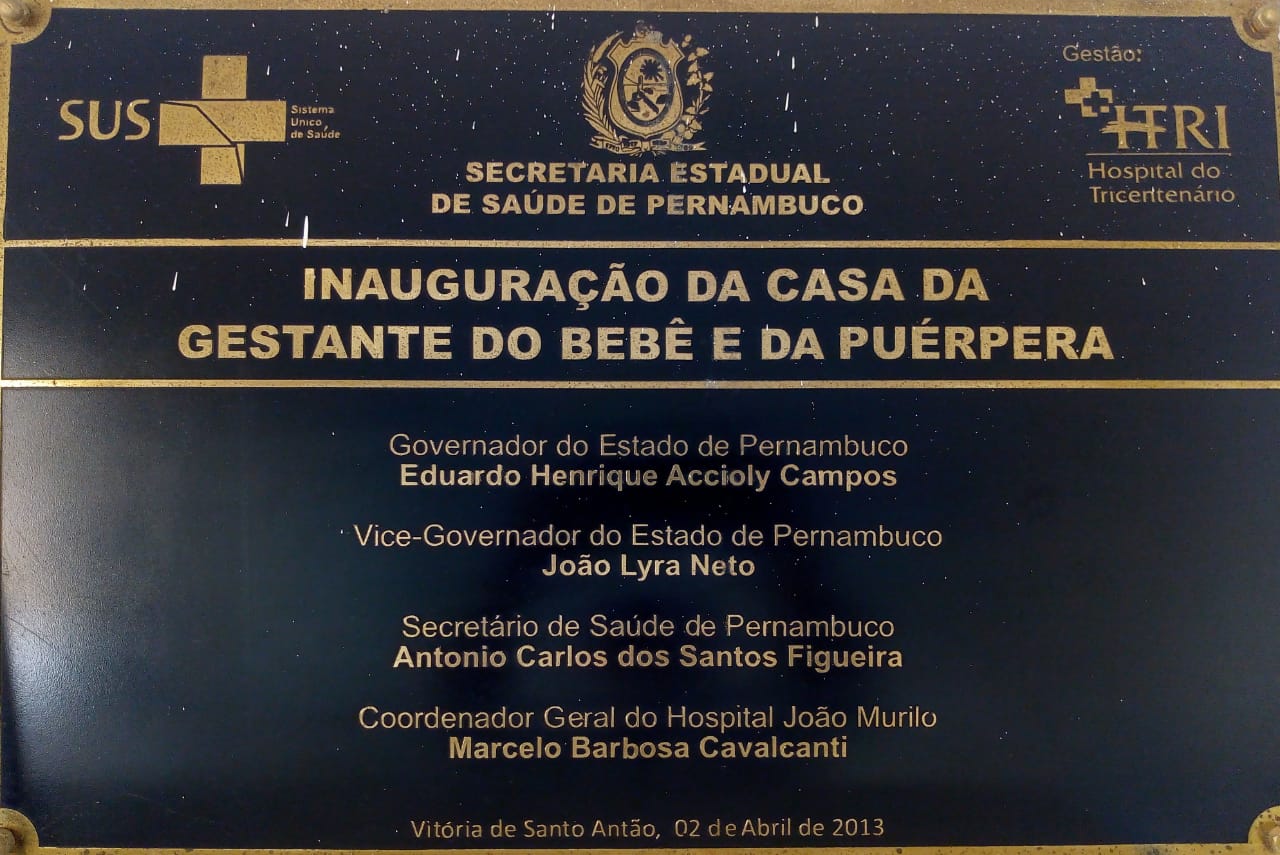 SUS
Sistema
Único
de Saúde
SECRETARIA ESTADUAL
DE SAÚDE DE PERNAMBUCO
Gestão:
HTRI
Hospital do
Tricentenário
INAUGURAÇÃO DA CASA DA
GESTANTE DO BEBÊ E DA PUÉRPERA
Governador do Estado de Pernambuco
Eduardo Henrique Accioly Campos
Vice-Governador do Estado de Pernambuco
João Lyra Neto
Secretário de Saúde de Pernambuco
Antonio Carlos dos Santos Figueira
Coordenador Geral do Hospital João Murilo
Marcelo Barbosa Cavalcanti
Vitória de Santo Antão, 02 de Abril de 2013